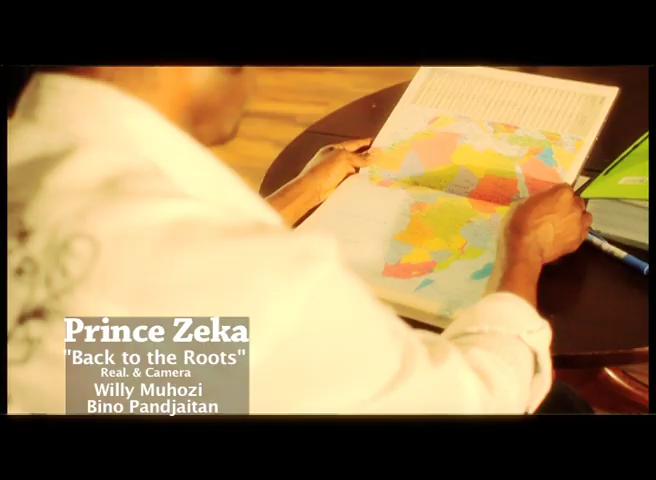 Prince Zeka
"Back to the Roots"
Real. & Camera
Willy Muhozi
Bino Pandjaitan